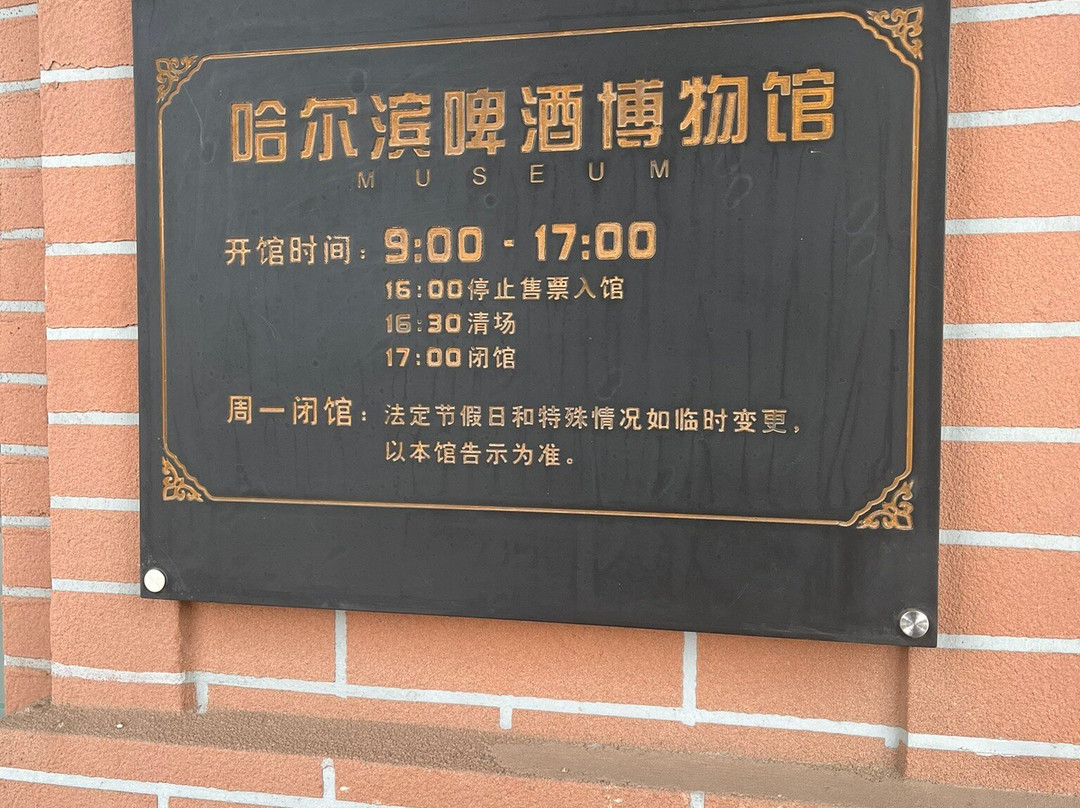 哈尔滨啤酒博物馆
MUSEUM
开馆时间：9:00 - 17:00
16:00停止售票入馆
16:30清场
17:00闭馆
周一闭馆：法定节假日和特殊情况如临时变更，
以本馆告示为准。